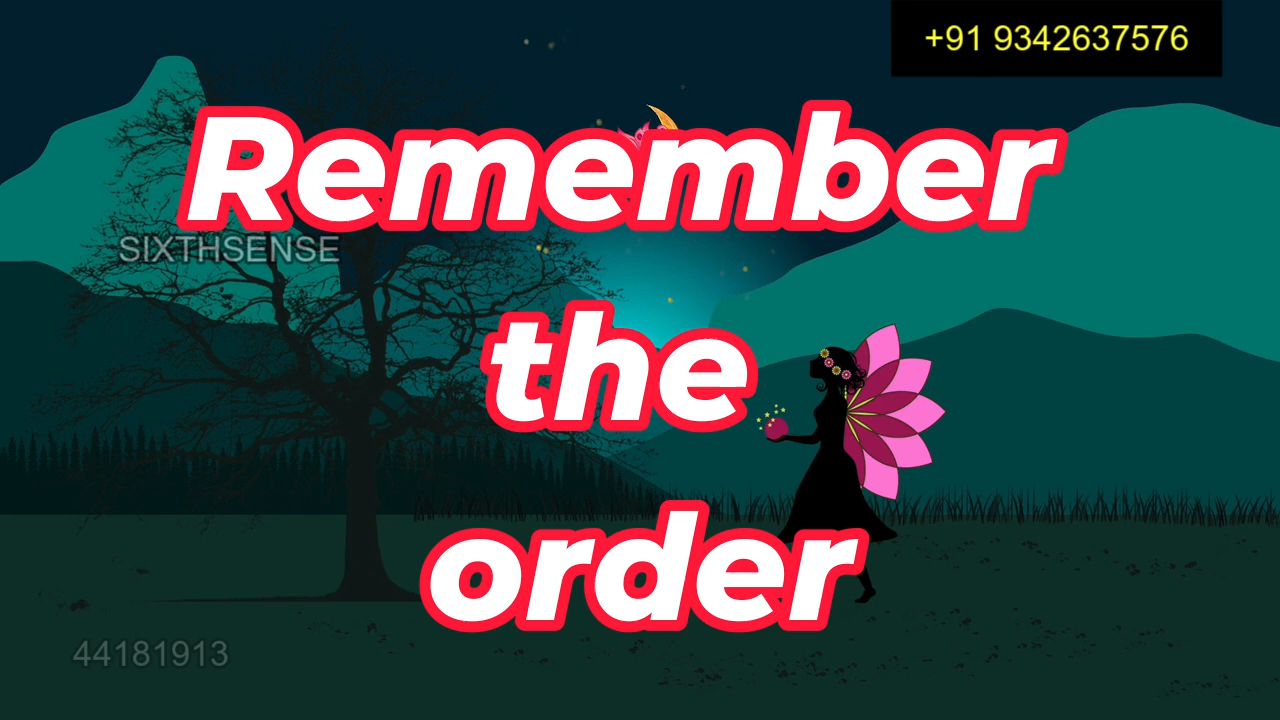 +91 9342637576
Remember
SIXTHSENSE
the
order
44181913